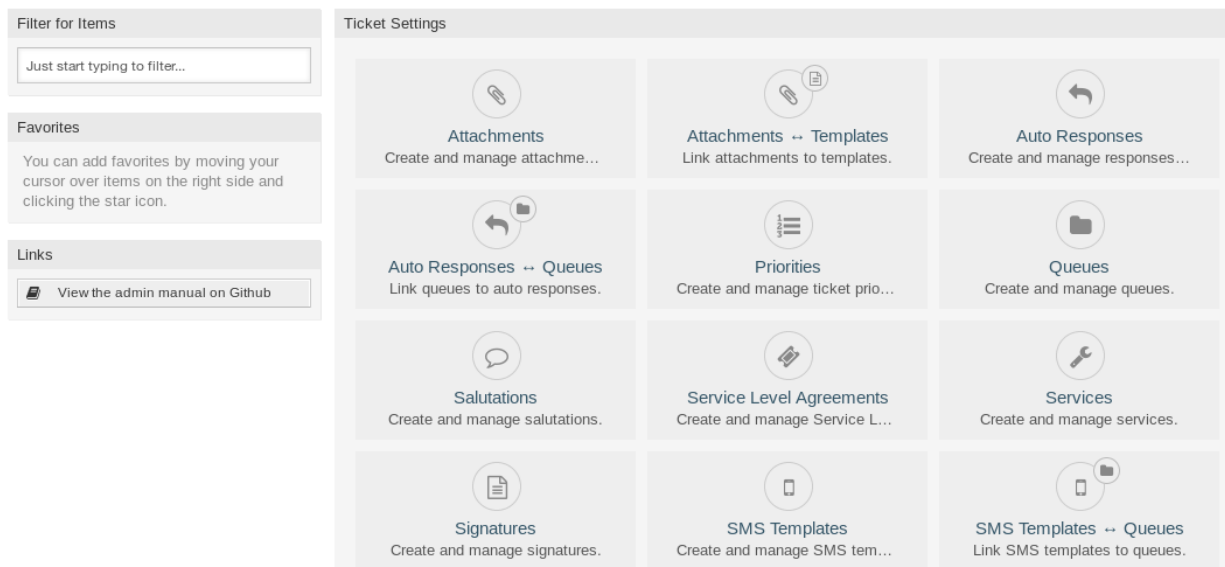 Filter for Items
Just start typing to filter...
Favorites
You can add favorites by moving your
cursor over items on the right side and
clicking the star icon.
Links
View the admin manual on Github
Ticket Settings
Attachments
Create and manage attachme…
Attachments ↔ Templates
Link attachments to templates.
Auto Responses
Create and manage responses…
Auto Responses ↔ Queues
Link queues to auto responses.
Priorities
Create and manage ticket prio…
Queues
Create and manage queues.
Salutations
Create and manage salutations.
Service Level Agreements
Create and manage Service L…
Services
Create and manage services.
Signatures
Create and manage signatures.
SMS Templates
Create and manage SMS tem…
SMS Templates ↔ Queues
Link SMS templates to queues.